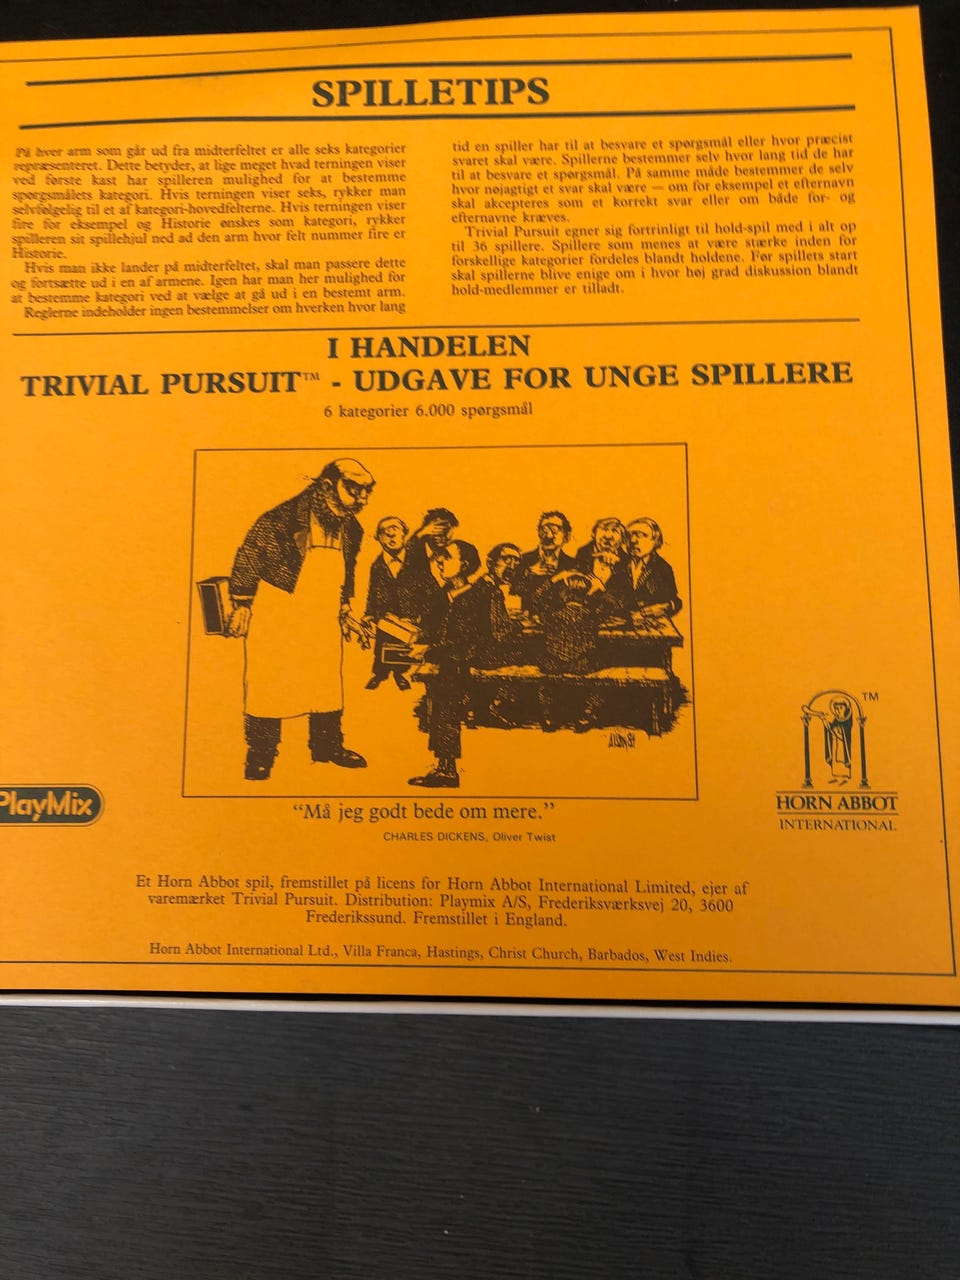 SPILLETIPS
På hver arm som går ud fra midterfeltet er alle seks kategorier
repræsenteret. Dette betyder, at lige meget hvad terningen viser
ved første kast har spilleren mulighed for at bestemme
spørgsmålets kategori. Hvis terningen viser seks, rykker man
selvfølgelig til et af kategori-hovedfelterne. Hvis terningen viser
fire for eksempel og Historie ønskes som kategori, rykker
spilleren sit spillehjul ned ad den arm hvor felt nummer fire er
Historie.
Hvis man ikke lander på midterfeltet, skal man passere dette
og fortsætte ud i en af armene. Igen har man her mulighed for
at bestemme kategori ved at vælge at gå ud i en bestemt arm.
Reglerne indeholder ingen bestemmelser om hverken hvor lang
tid en spiller har til at besvare et spørgsmål eller hvor præcist
svaret skal være. Spillerne bestemmer selv hvor lang tid de har
til at besvare et spørgsmål. På samme måde bestemmer de selv
hvor nøjagtigt et svar skal være — om for eksempel et efternavn
skal akcepteres som et korrekt svar eller om både for- og
efternavne kræves.
Trivial Pursuit egner sig fortrinligt til hold-spil med i alt op
til 36 spillere. Spillere som menes at være stærke inden for
forskellige kategorier fordeles blandt holdene. Før spillets start
skal spillerne blive enige om i hvor høj grad diskussion blandt
hold-medlemmer er tilladt.
I HANDELEN
TRIVIAL PURSUIT™ - UDGAVE FOR UNGE SPILLERE
6 kategorier 6.000 spørgsmål
PlayMix
TM
HORN ABBOT
INTERNATIONAL
“Må jeg godt bede om mere.”
CHARLES DICKENS, Oliver Twist
Et Horn Abbot spil, fremstillet på licens for Horn Abbot International Limited, ejer af
varemærket Trivial Pursuit. Distribution: Playmix A/S, Frederiksværksvej 20, 3600
Frederikssund. Fremstillet i England.
Horn Abbot International Ltd., Villa Franca, Hastings, Christ Church, Barbados, West Indies.